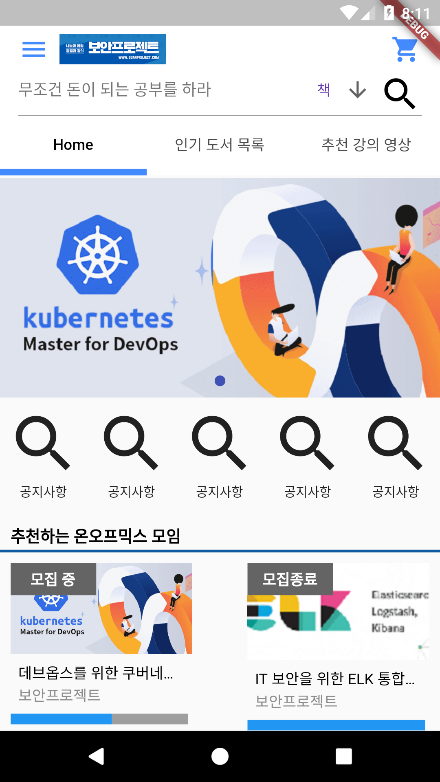 8:11
DEBUG
보안프로젝트
WWW.BOANPROJECT.COM
무조건 돈이 되는 공부를 하라
책
Home
인기 도서 목록
추천 강의 영상
kubernetes
Master for DevOps
공지사항
공지사항
공지사항
공지사항
공지사항
추천하는 온오프믹스 모임
모집 중
kubernetes
Master for DevOps
데브옵스를 위한 쿠버네...
보안프로젝트
모집종료
Elasticsearc
Logstash,
Kibana
IT 보안을 위한 ELK 통합...
보안프로젝트